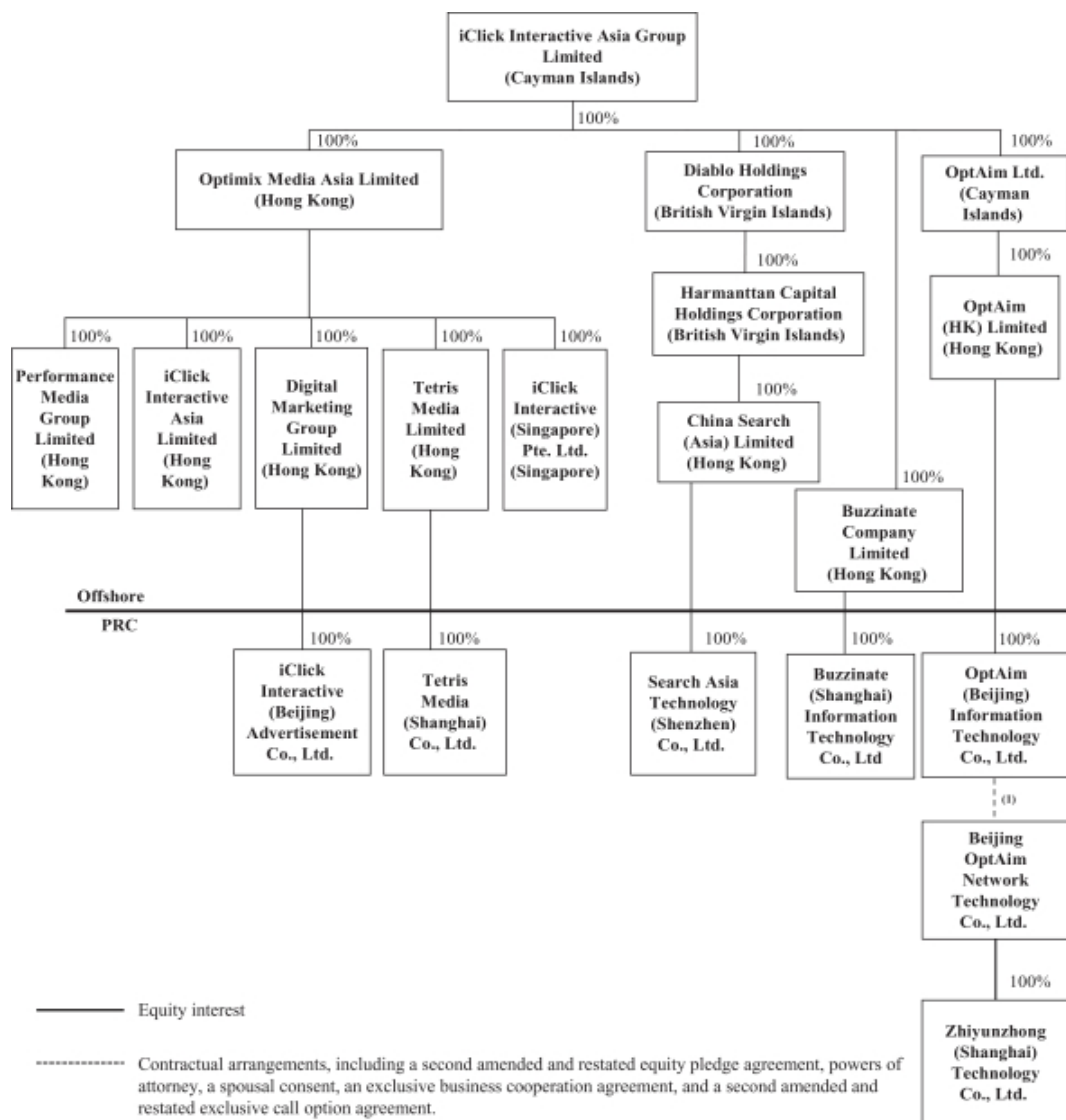 iClick Interactive Asia Group
Limited
(Cayman Islands)
100%
100%
100%
100%
100%
Optimix Media Asia Limited
(Hong Kong)
Diablo Holdings
Corporation
(British Virgin Islands)
OptAim Ltd.
(Cayman
Islands)
100%
100%
Harmanttan Capital
Holdings Corporation
(British Virgin Islands)
OptAim
(HK) Limited
(Hong Kong)
100%
100%
100%
100%
100%
Performance
Media
Group
Limited
(Hong
Kong)
iClick
Interactive
Asia
Limited
(Hong
Kong)
Digital
Marketing
Group
Limited
(Hong Kong)
Tetris
Media
Limited
(Hong
Kong)
iClick
Interactive
(Singapore)
Pte. Ltd.
(Singapore)
100%
China Search
(Asia) Limited
(Hong Kong)
100%
Buzzinate
Company
Limited
(Hong Kong)
Offshore
PRC
100%
100%
100%
100%
100%
iClick
Interactive
(Beijing)
Advertisement
Co., Ltd.
Tetris
Media
(Shanghai)
Co., Ltd.
Search Asia
Technology
(Shenzhen)
Co., Ltd.
Buzzinate
(Shanghai)
Information
Technology
Co., Ltd
OptAim
(Beijing)
Information
Technology
Co., Ltd.
(1)
Beijing
OptAim
Network
Technology
Co., Ltd.
100%
Zhiyunzhong
(Shanghai)
Technology
Co., Ltd.
Equity interest
Contractual arrangements, including a second amended and restated equity pledge agreement, powers of
attorney, a spousal consent, an exclusive business cooperation agreement, and a second amended and
restated exclusive call option agreement.